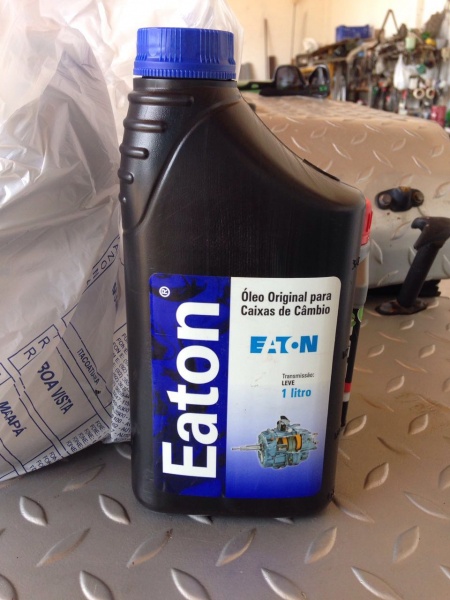 Eaton®
Óleo Original para
Caixas de Câmbio
EATON
Transmissão:
LEVE
1 litro
BOA VISTA
MACAPÁ